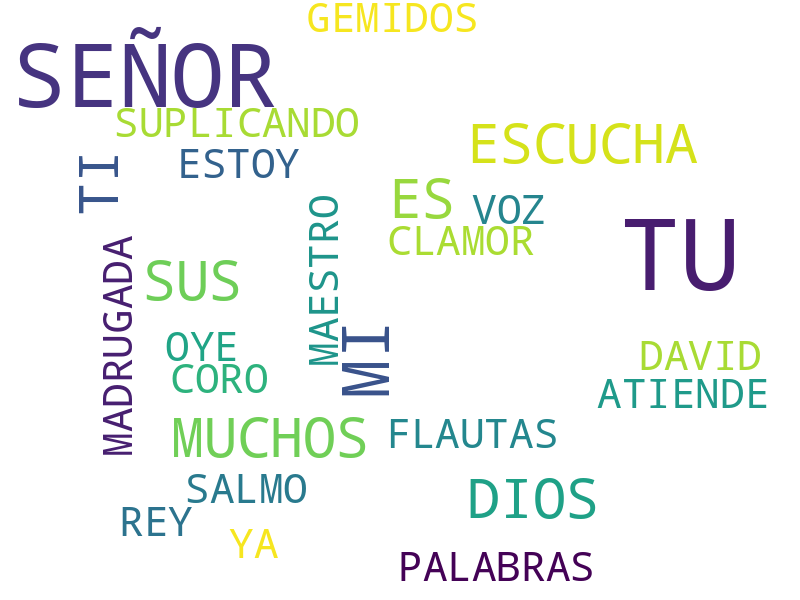 GEMIDOS
SEÑOR
SUPLICANDO
ESCUCHA
ESTOY
TI
ES
VOZ
MAESTRO
CLAMOR
TU
MADRUGADA
SUS
OYE
MI
DAVID
CORO
ATIENDE
MUCHOS
FLAUTAS
SALMO
DIOS
REY
YA
PALABRAS